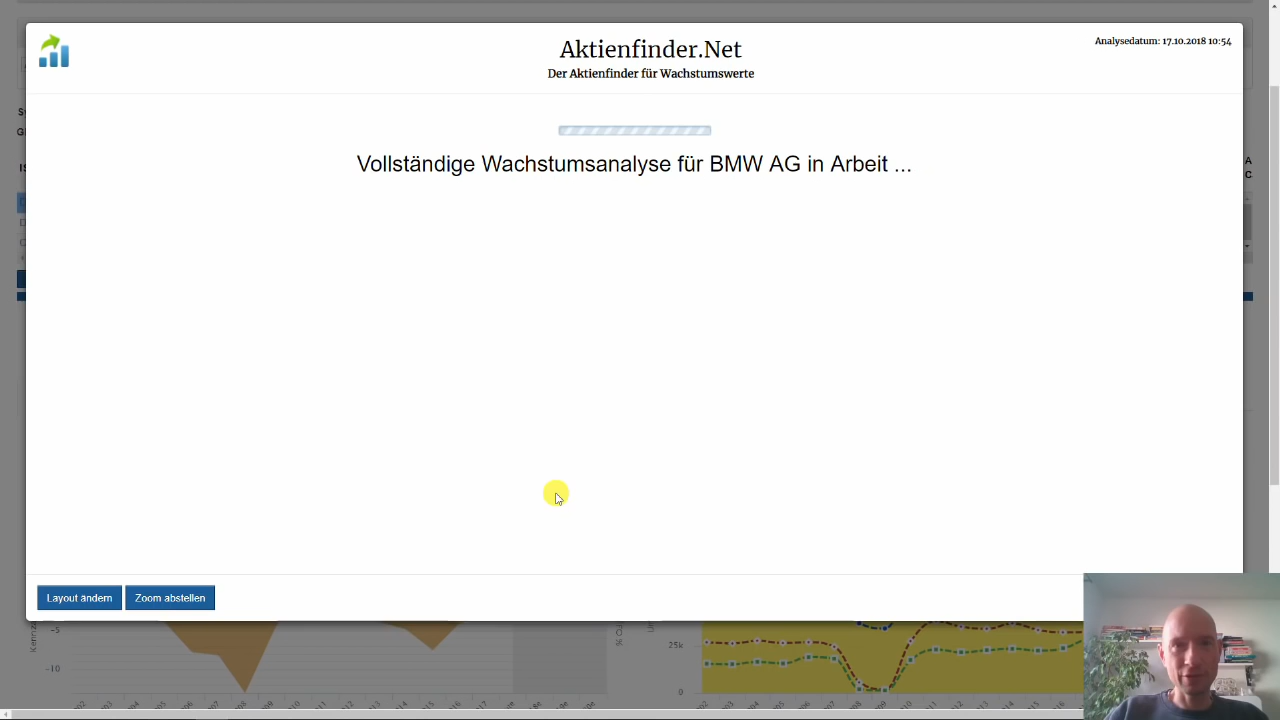 Aktienfinder.Net
Analysedatum: 17.10.2018 10:54
Der Aktienfinder für Wachstumswerte
Vollständige Wachstumsanalyse für BMW AG in Arbeit ...
Layout ändern
Zoom abstellen
-5
-10
25k
0